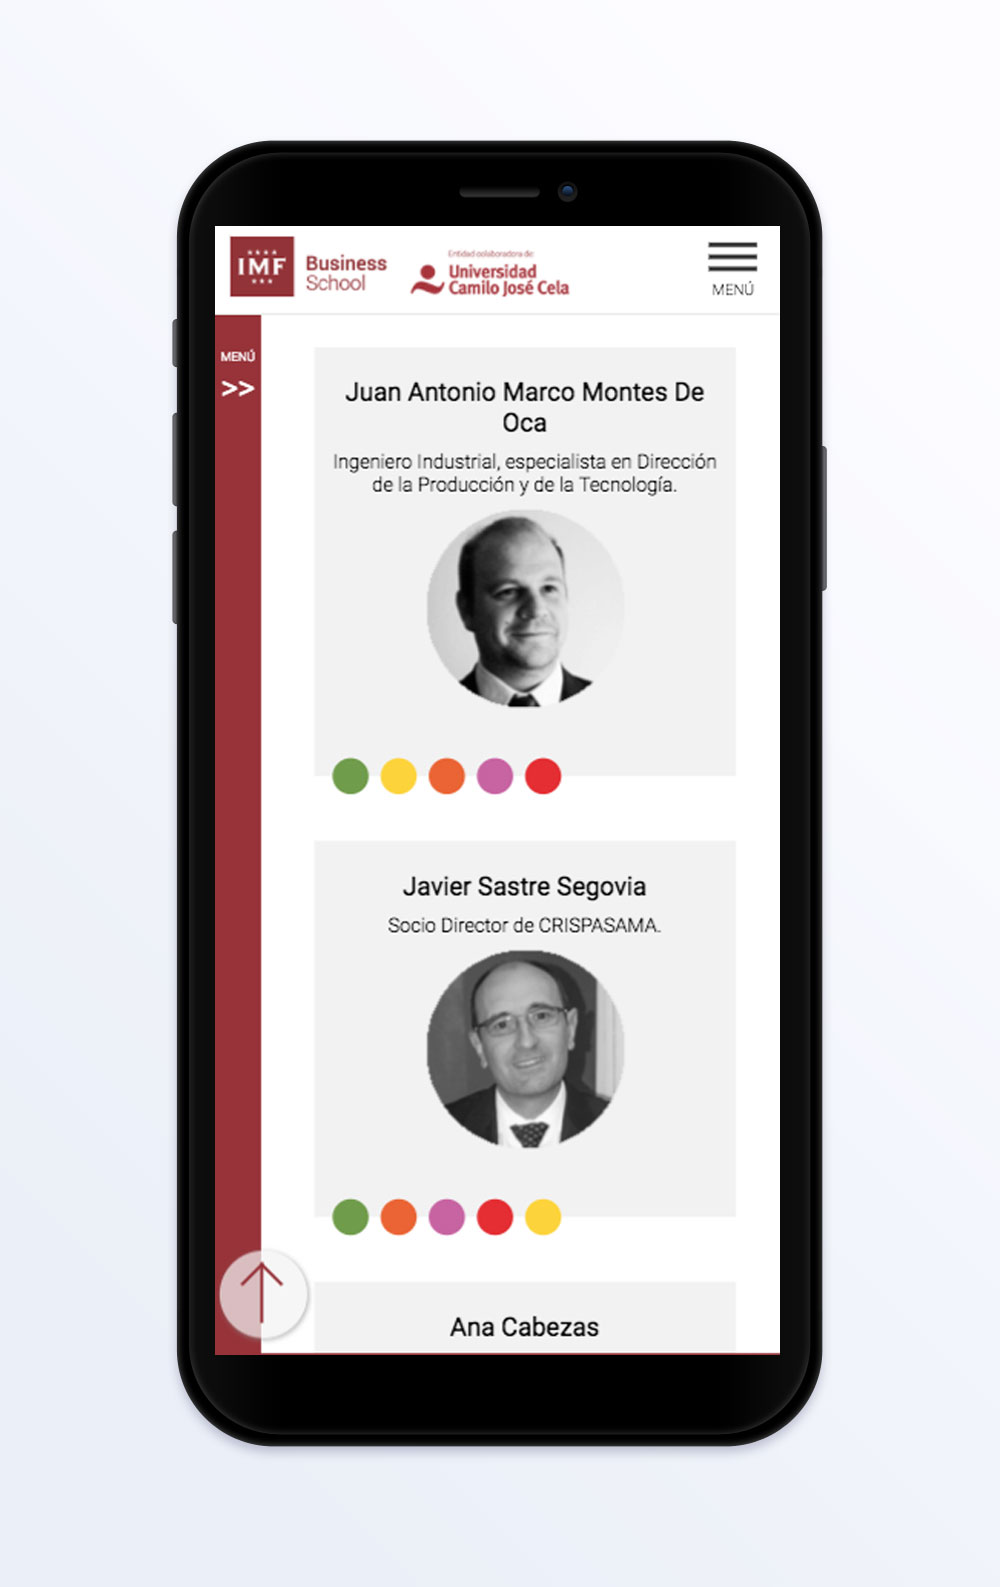 IMF
Business
School
Entidad colaboradora de:
Universidad
Camilo José Cela
MENÚ
MENÚ
>>
Juan Antonio Marco Montes De
Oca
Ingeniero Industrial, especialista en Dirección
de la Producción y de la Tecnología.
Javier Sastre Segovia
Socio Director de CRISPASAMA.
Ana Cabezas